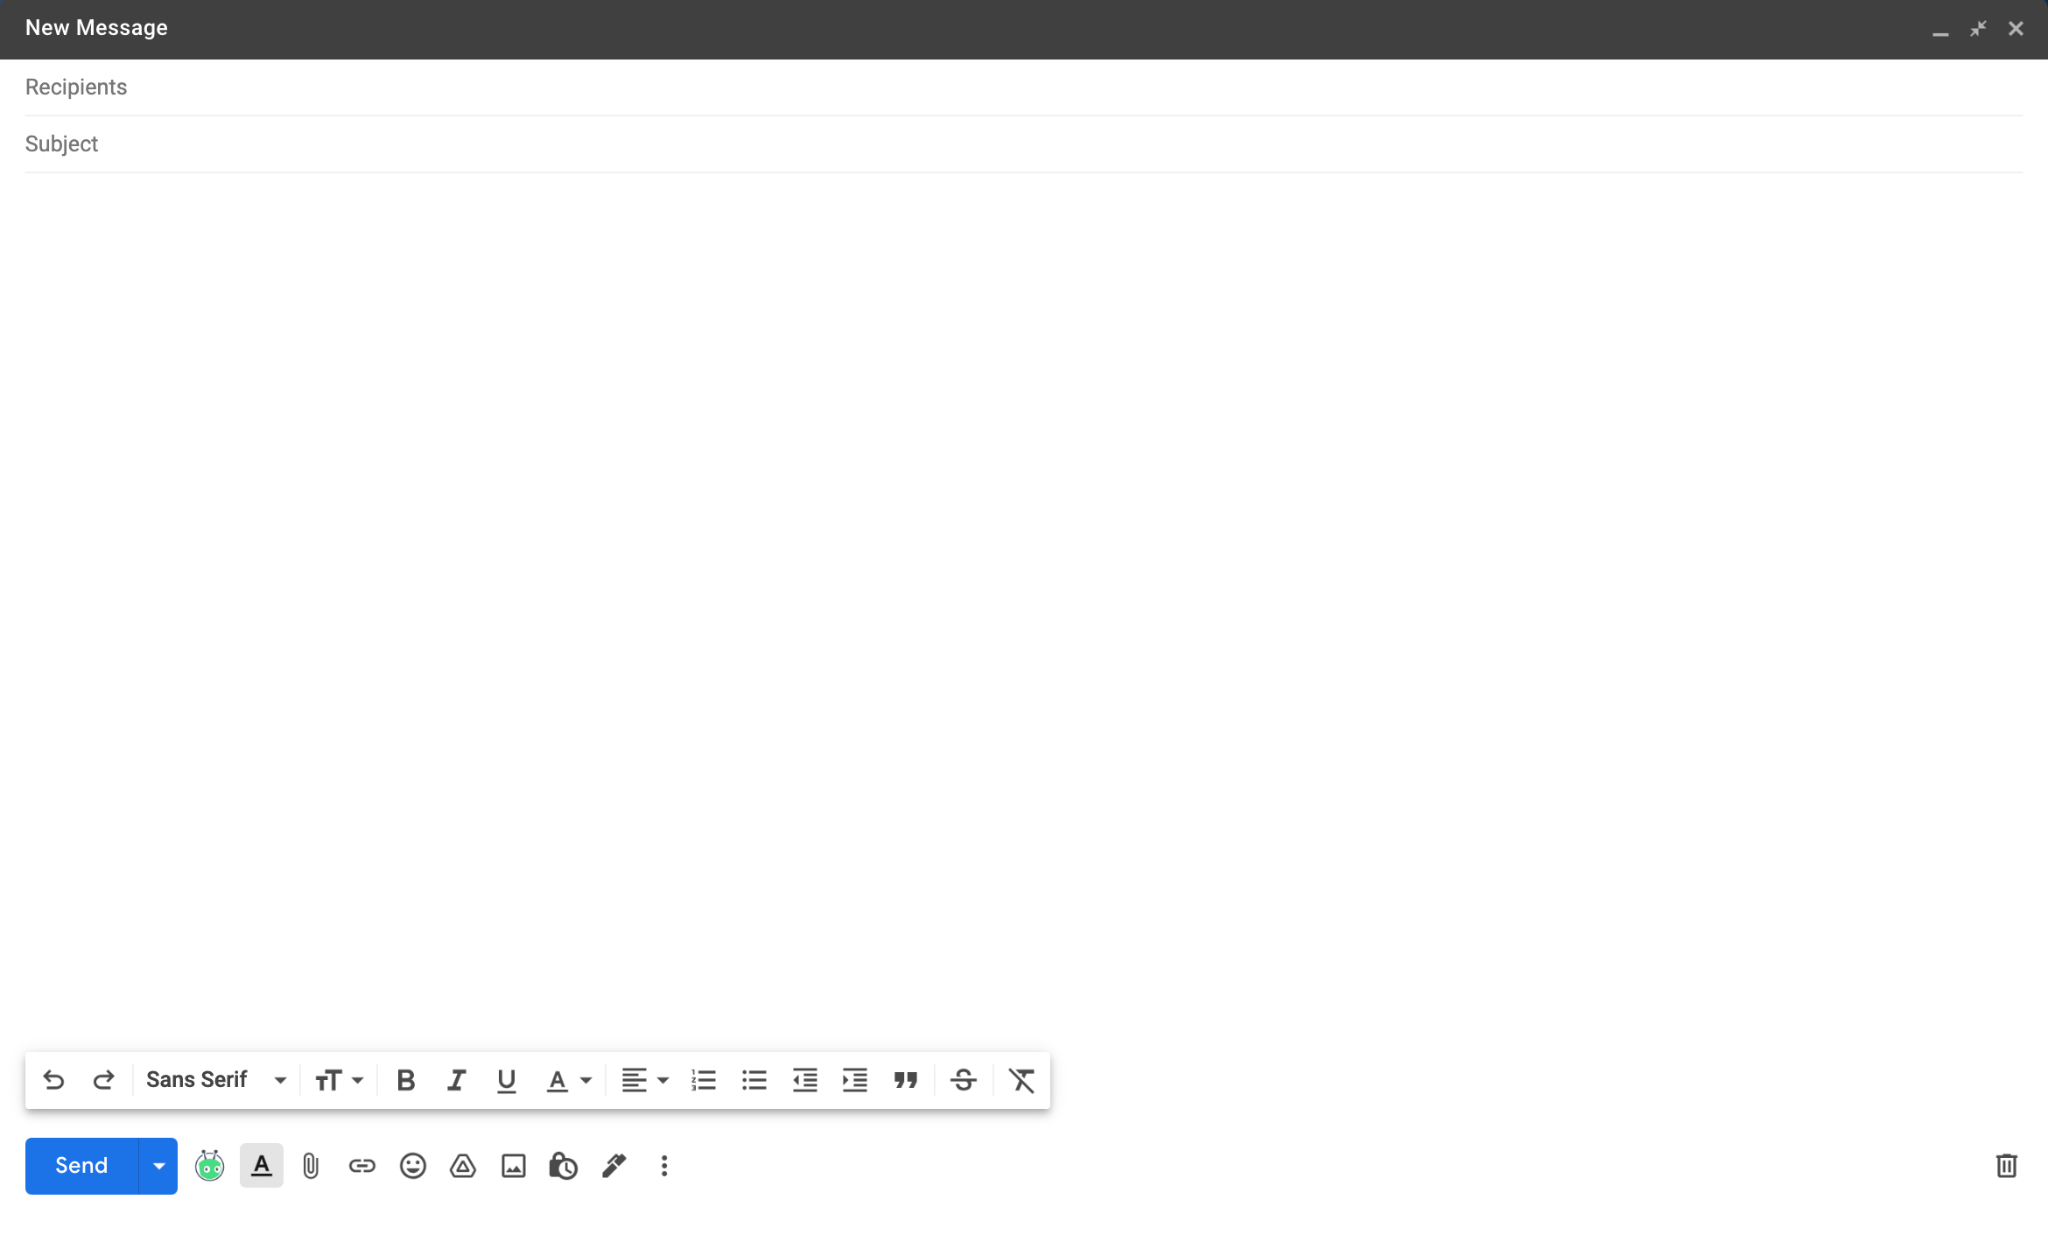 New Message
Recipients
Subject
Sans Serif
Send